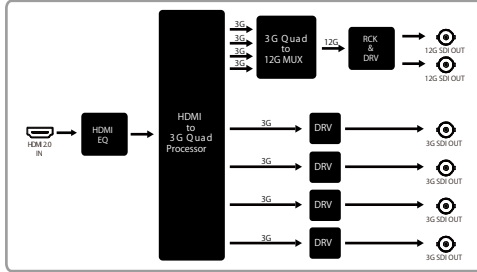 3G
3G
3G
3G
3G Quad
to
12G MUX
12G
RCK
&
DRV
12G SDI OUT
12G SDI OUT
HDMI 2.0
IN
HDMI
EQ
HDMI
to
3G Quad
Processor
3G
DRV
3G SDI OUT
3G
DRV
3G SDI OUT
3G
DRV
3G SDI OUT
3G
DRV
3G SDI OUT